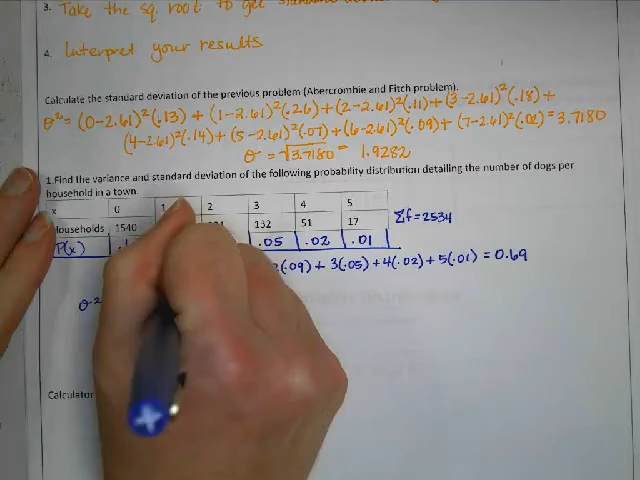 3. Take the sq. root to get standard
4. Interpret your results
Calculate the standard deviation of the previous problem (Abercrombie and Fitch problem).
σ²= (0-2.61)²(.13) + (1-2.61)²(.26) + (2-2.61)²(.11) + (3-2.61)²(.18) +
(4-2.61)²(.14) + (5-2.61)²(.07) + (6-2.61)²(.09) + (7-2.61)²(.02) = 3.7180
σ = √3.7180 = 1.9282
1.Find the variance and standard deviation of the following probability distribution detailing the number of dogs per
household in a town.
x 0 1 2 3 4 5
Households 1540 132 51 17 Σf = 2534
P(x) .05 .02 .01
(.09) + 3(.05) + 4(.02) + 5(.01) = 0.69
σ²
Calculator